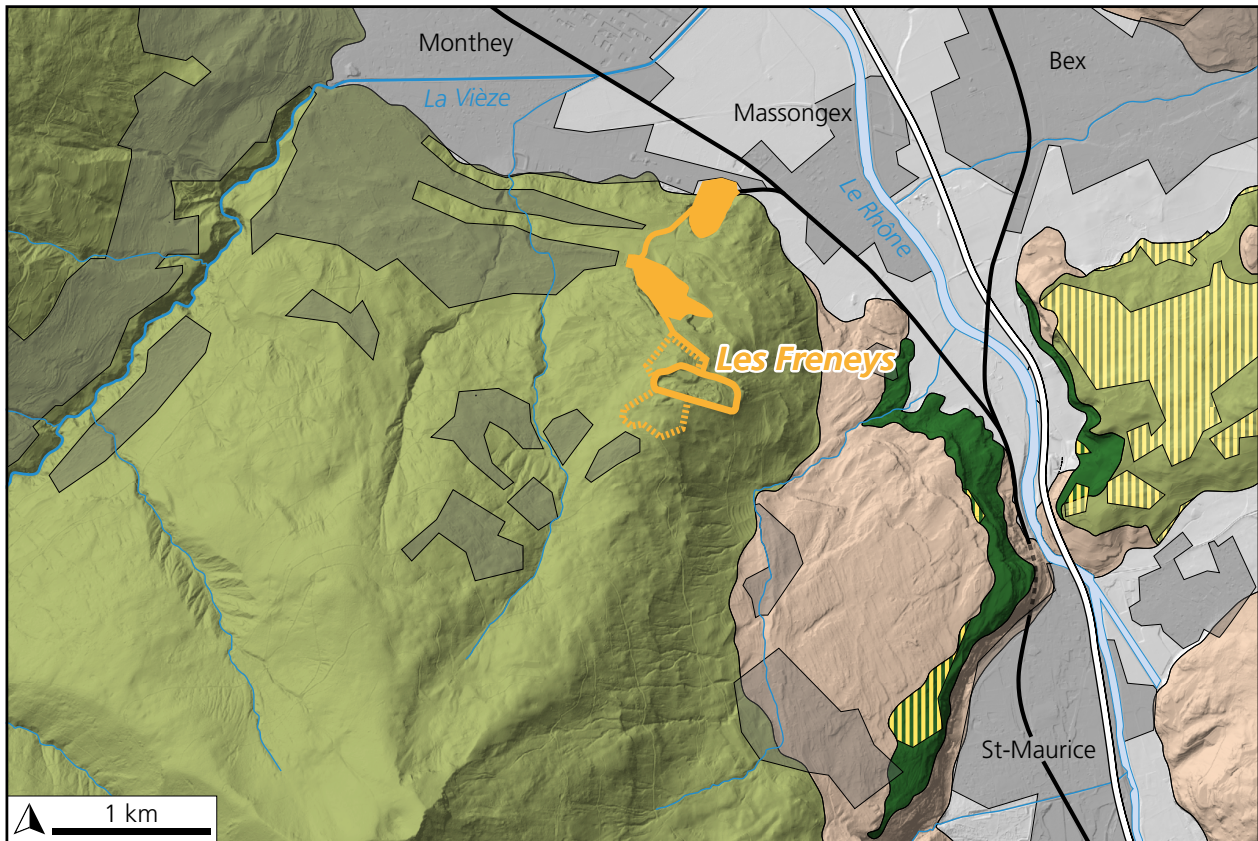 Monthey
Bex
La Vièze
Massongex
Le Rhône
Les Freneys
St-Maurice
1 km